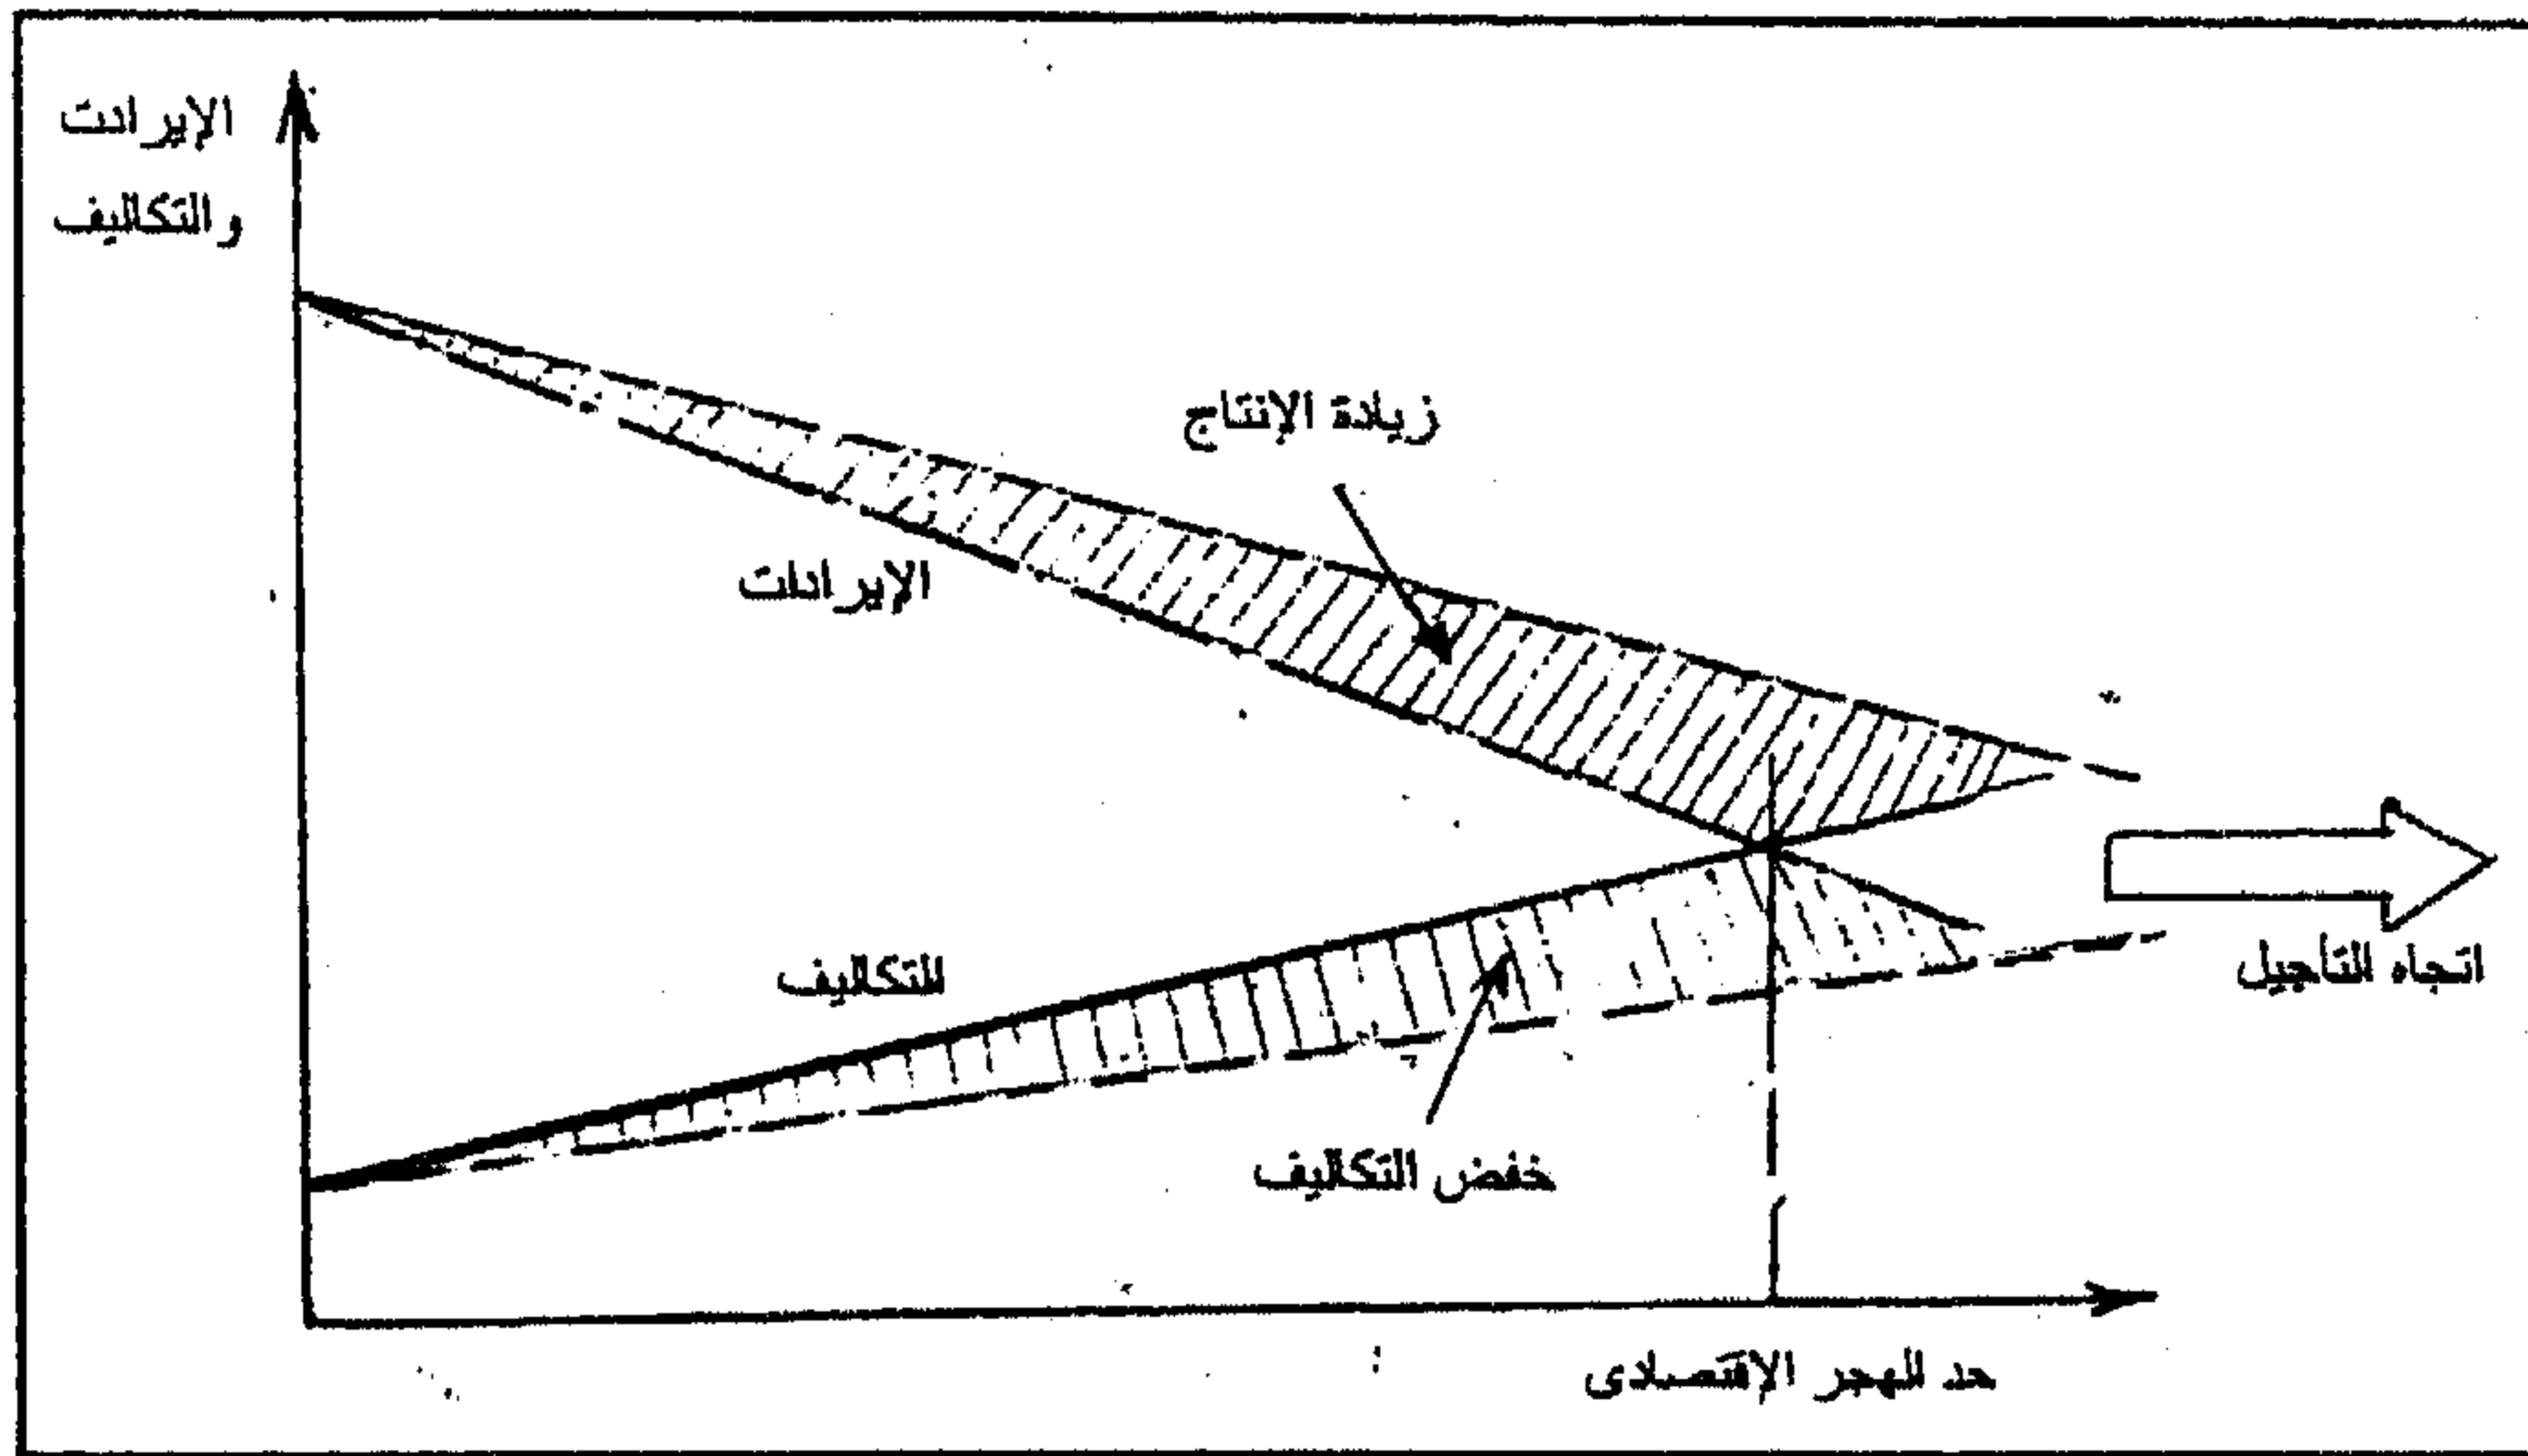 الإيرادت
والتكاليف
زيادة الإنتاج
الإيرادات
التكاليف
اتجاه التأجيل
خفض التكاليف
حد الهجر الإقتصادى